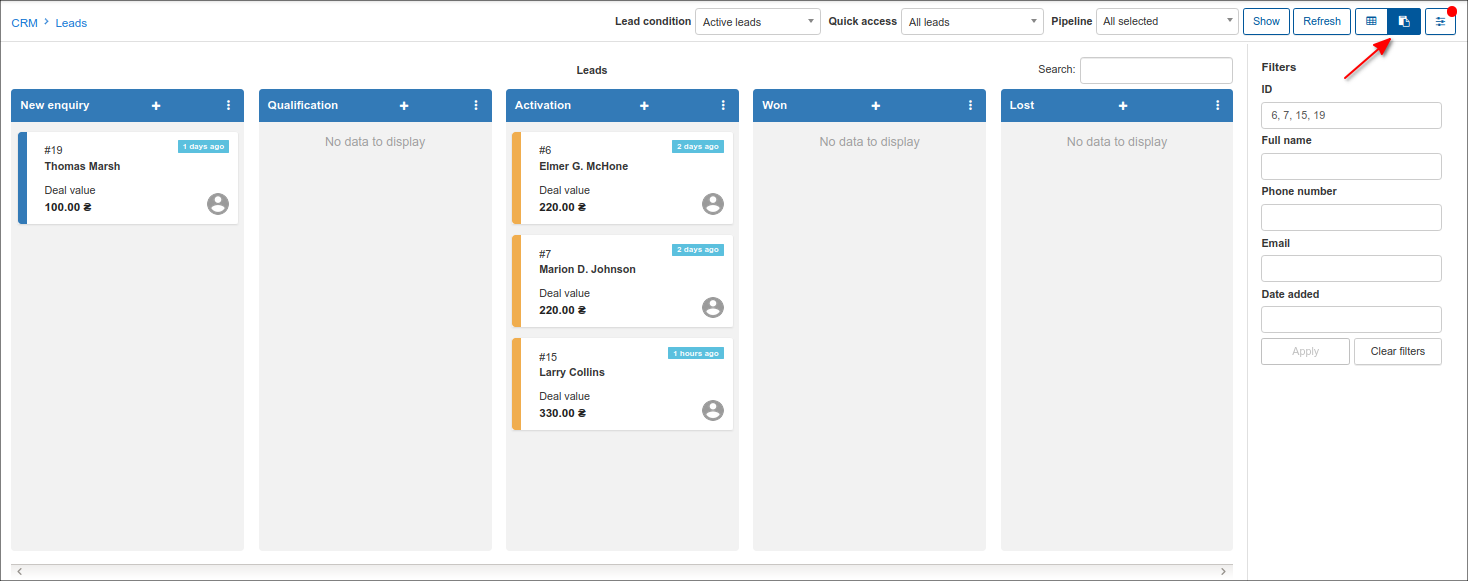 CRM > Leads
Lead condition Active leads Quick access All leads Pipeline All selected Show Refresh
Leads
Search:
New enquiry +
#19
1 days ago
Thomas Marsh
Deal value
100.00 ₴
Qualification +
No data to display
Activation +
#6
2 days ago
Elmer G. McHone
Deal value
220.00 ₴
#7
2 days ago
Marion D. Johnson
Deal value
220.00 ₴
#15
1 hours ago
Larry Collins
Deal value
330.00 ₴
Won +
No data to display
Lost +
No data to display
Filters
ID
6, 7, 15, 19
Full name
Phone number
Email
Date added
Apply Clear filters